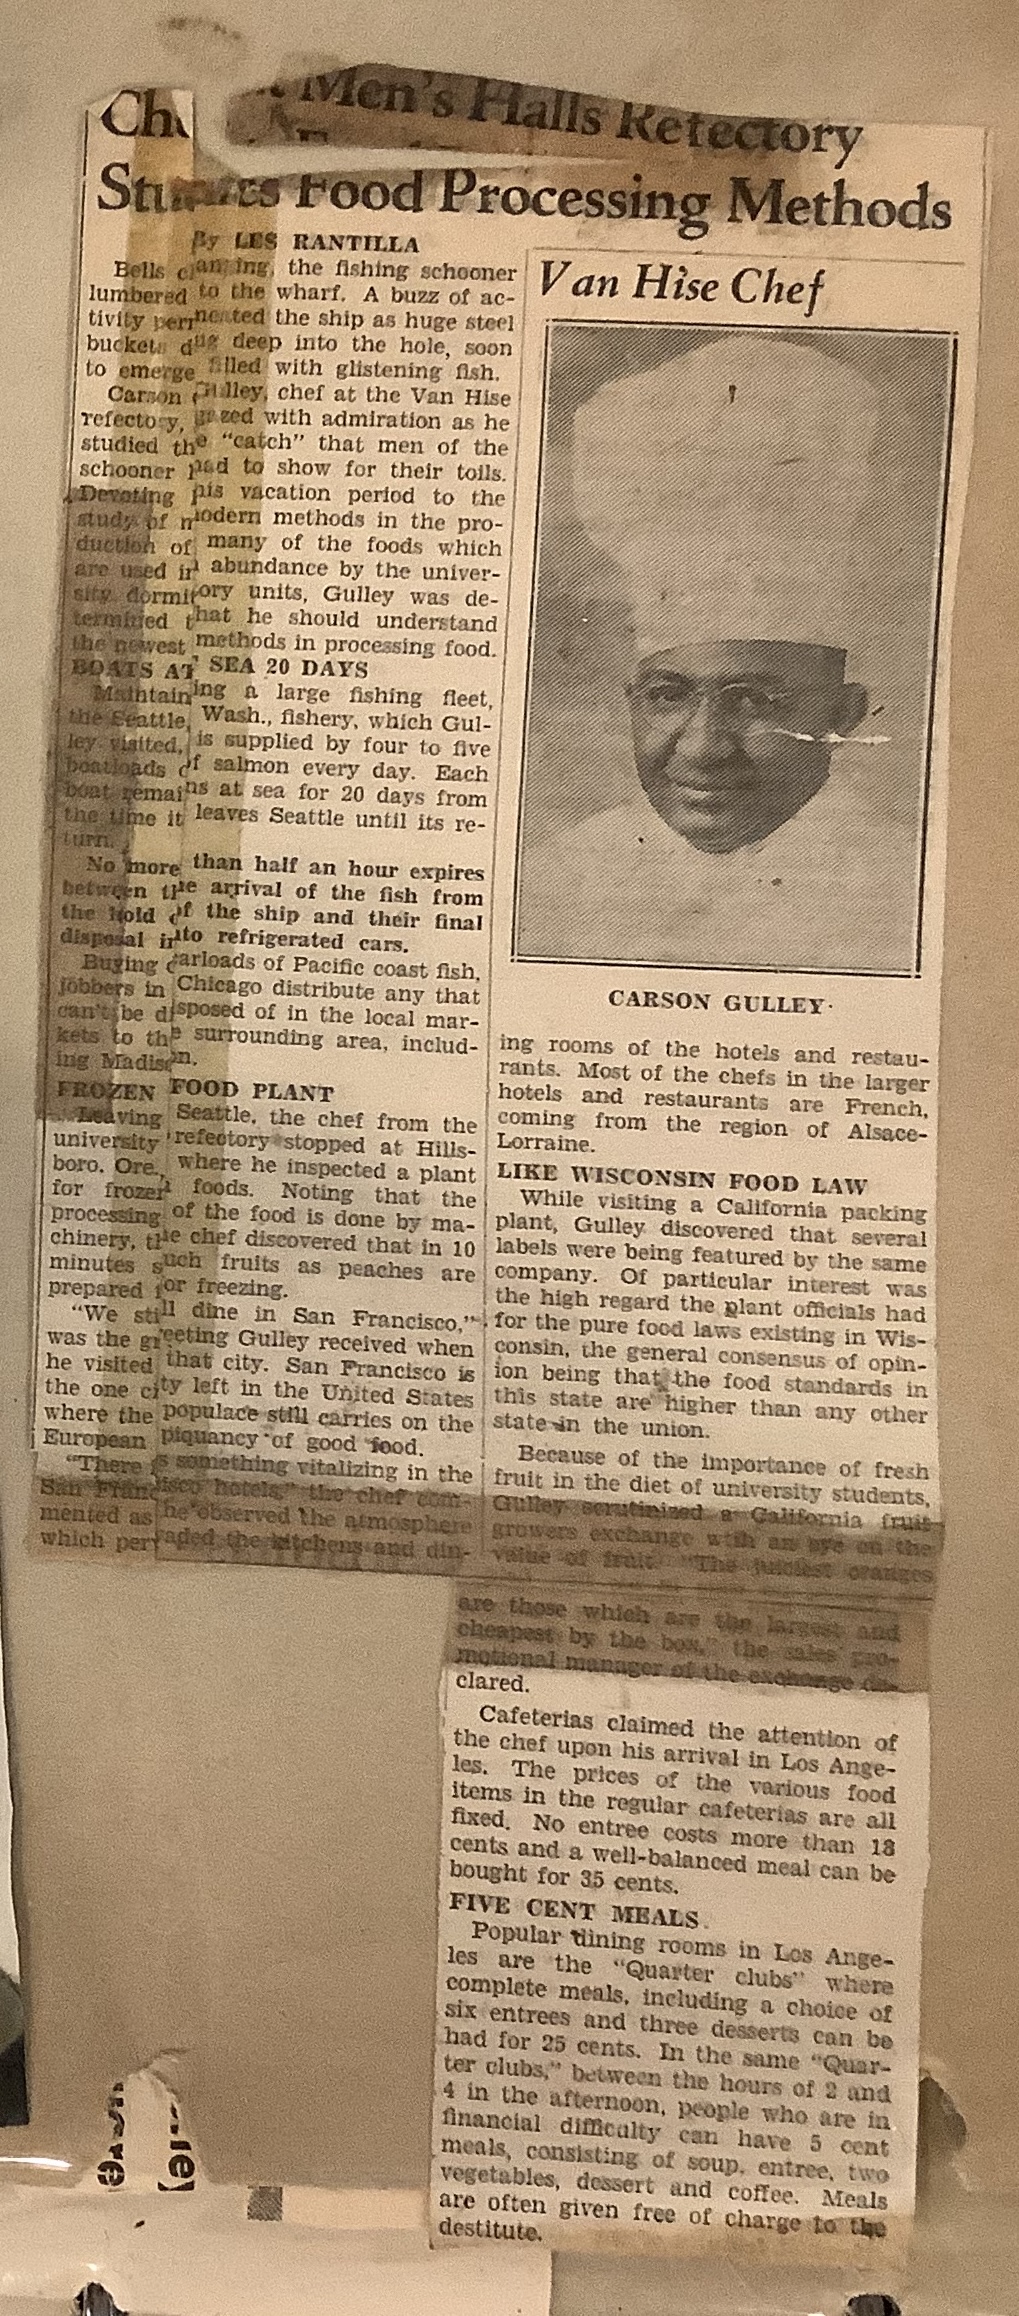 Men's Halls Refectory
Food Processing Methods
By LES RANTILLA
Bells clanging, the fishing schooner
lumbered to the wharf. A buzz of ac-
tivity permeated the ship as huge steel
buckets dug deep into the hole, soon
to emerge filled with glistening fish.
Carson Gulley, chef at the Van Hise
refectory, gazed with admiration as he
studied the "catch" that men of the
schooner had to show for their toils.
Devoting his vacation period to the
study of modern methods in the pro-
duction of many of the foods which
are used in abundance by the univer-
sity dormitory units, Gulley was de-
termined that he should understand
the newest methods in processing food.
BOATS AT SEA 20 DAYS
Maintaining a large fishing fleet,
the Seattle, Wash., fishery, which Gul-
ley visited, is supplied by four to five
boatloads of salmon every day. Each
boat remains at sea for 20 days from
the time it leaves Seattle until its re-
turn.
No more than half an hour expires
between the arrival of the fish from
the hold of the ship and their final
disposal into refrigerated cars.
Buying carloads of Pacific coast fish,
jobbers in Chicago distribute any that
can't be disposed of in the local mar-
kets to the surrounding area, includ-
ing Madison.
FROZEN FOOD PLANT
Leaving Seattle, the chef from the
university refectory stopped at Hills-
boro, Ore., where he inspected a plant
for frozen foods. Noting that the
processing of the food is done by ma-
chinery, the chef discovered that in 10
minutes such fruits as peaches are
prepared for freezing.
"We still dine in San Francisco,"
was the greeting Gulley received when
he visited that city. San Francisco is
the one city left in the United States
where the populace still carries on the
European piquancy of good food.
"There is something vitalizing in the
San Francisco hotels," the chef com-
mented as he observed the atmosphere
which pervaded the kitchens and din-
Van Hise Chef
CARSON GULLEY
ing rooms of the hotels and restau-
rants. Most of the chefs in the larger
hotels and restaurants are French,
coming from the region of Alsace-
Lorraine.
LIKE WISCONSIN FOOD LAW
While visiting a California packing
plant, Gulley discovered that several
labels were being featured by the same
company. Of particular interest was
the high regard the plant officials had
for the pure food laws existing in Wis-
consin, the general consensus of opin-
ion being that the food standards in
this state are higher than any other
state in the union.
Because of the importance of fresh
fruit in the diet of university students,
Gulley scrutinized a California fruit
growers exchange with an eye on the
value of fruit. "The juiciest oranges
are those which are the largest and
cheapest by the box," the sales pro-
motional manager of the exchange de-
clared.
Cafeterias claimed the attention of
the chef upon his arrival in Los Ange-
les. The prices of the various food
items in the regular cafeterias are all
fixed. No entree costs more than 18
cents and a well-balanced meal can be
bought for 35 cents.
FIVE CENT MEALS
Popular dining rooms in Los Ange-
les are the "Quarter clubs" where
complete meals, including a choice of
six entrees and three desserts can be
had for 25 cents. In the same "Quar-
ter clubs," between the hours of 2 and
4 in the afternoon, people who are in
financial difficulty can have 5 cent
meals, consisting of soup, entree, two
vegetables, dessert and coffee. Meals
are often given free of charge to the
destitute.